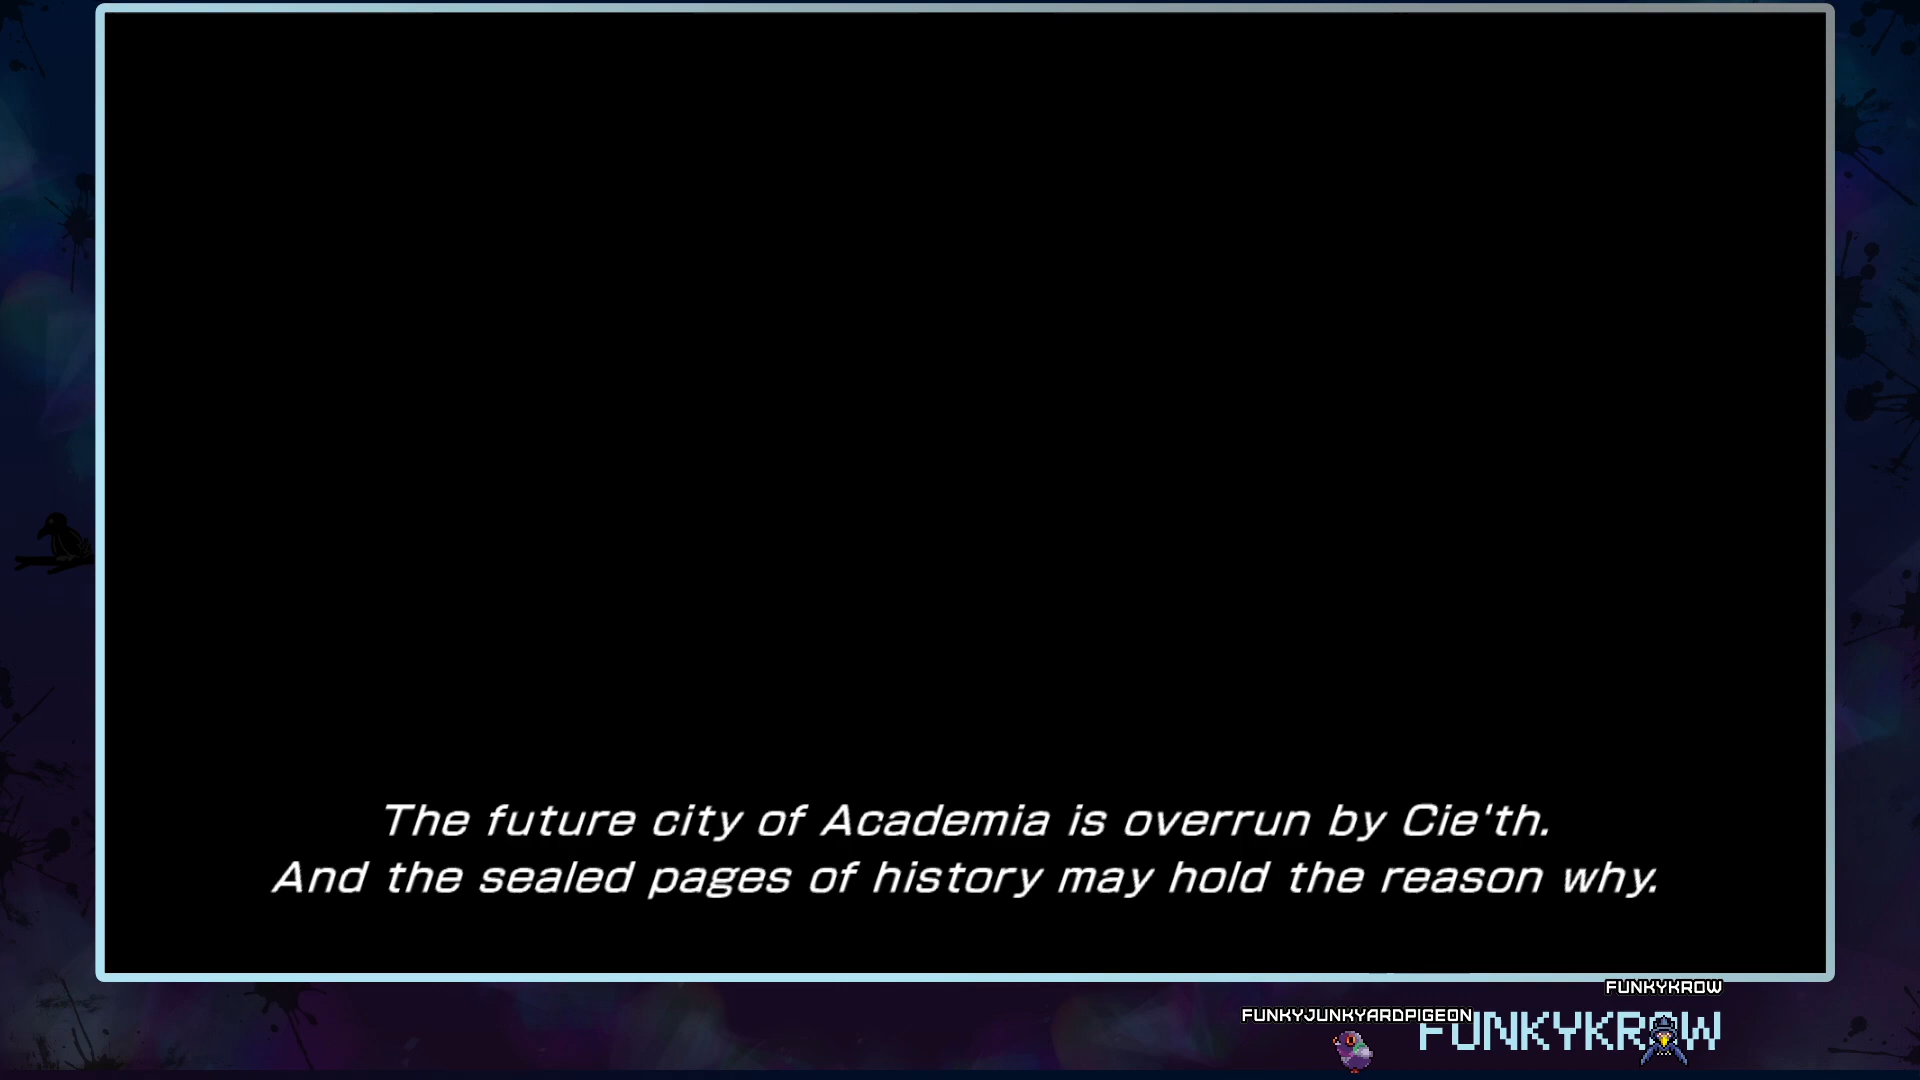 The future city of Academia is overrun by Cie'th.
And the sealed pages of history may hold the reason why.
FUNKYKROW
FUNKYJUNKYARDPIGEON
FUNKYKROW